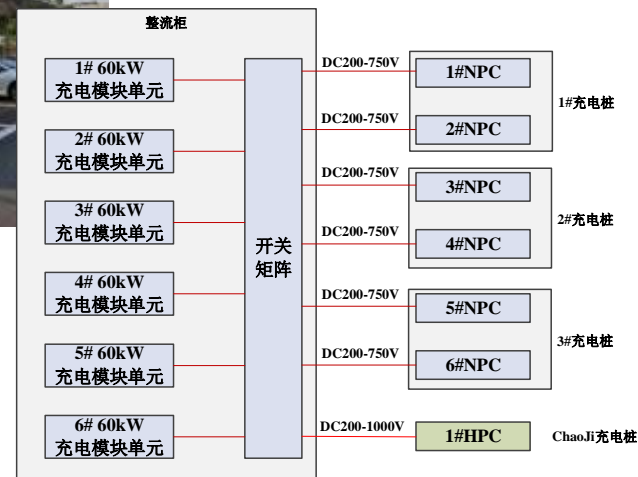 整流柜
1# 60kW
充电模块单元
2# 60kW
充电模块单元
3# 60kW
充电模块单元
4# 60kW
充电模块单元
5# 60kW
充电模块单元
6# 60kW
充电模块单元
开关
矩阵
DC200-750V
1#NPC
DC200-750V
2#NPC
1#充电桩
DC200-750V
3#NPC
DC200-750V
4#NPC
2#充电桩
DC200-750V
5#NPC
DC200-750V
6#NPC
3#充电桩
DC200-1000V
1#HPC
ChaoJi充电桩